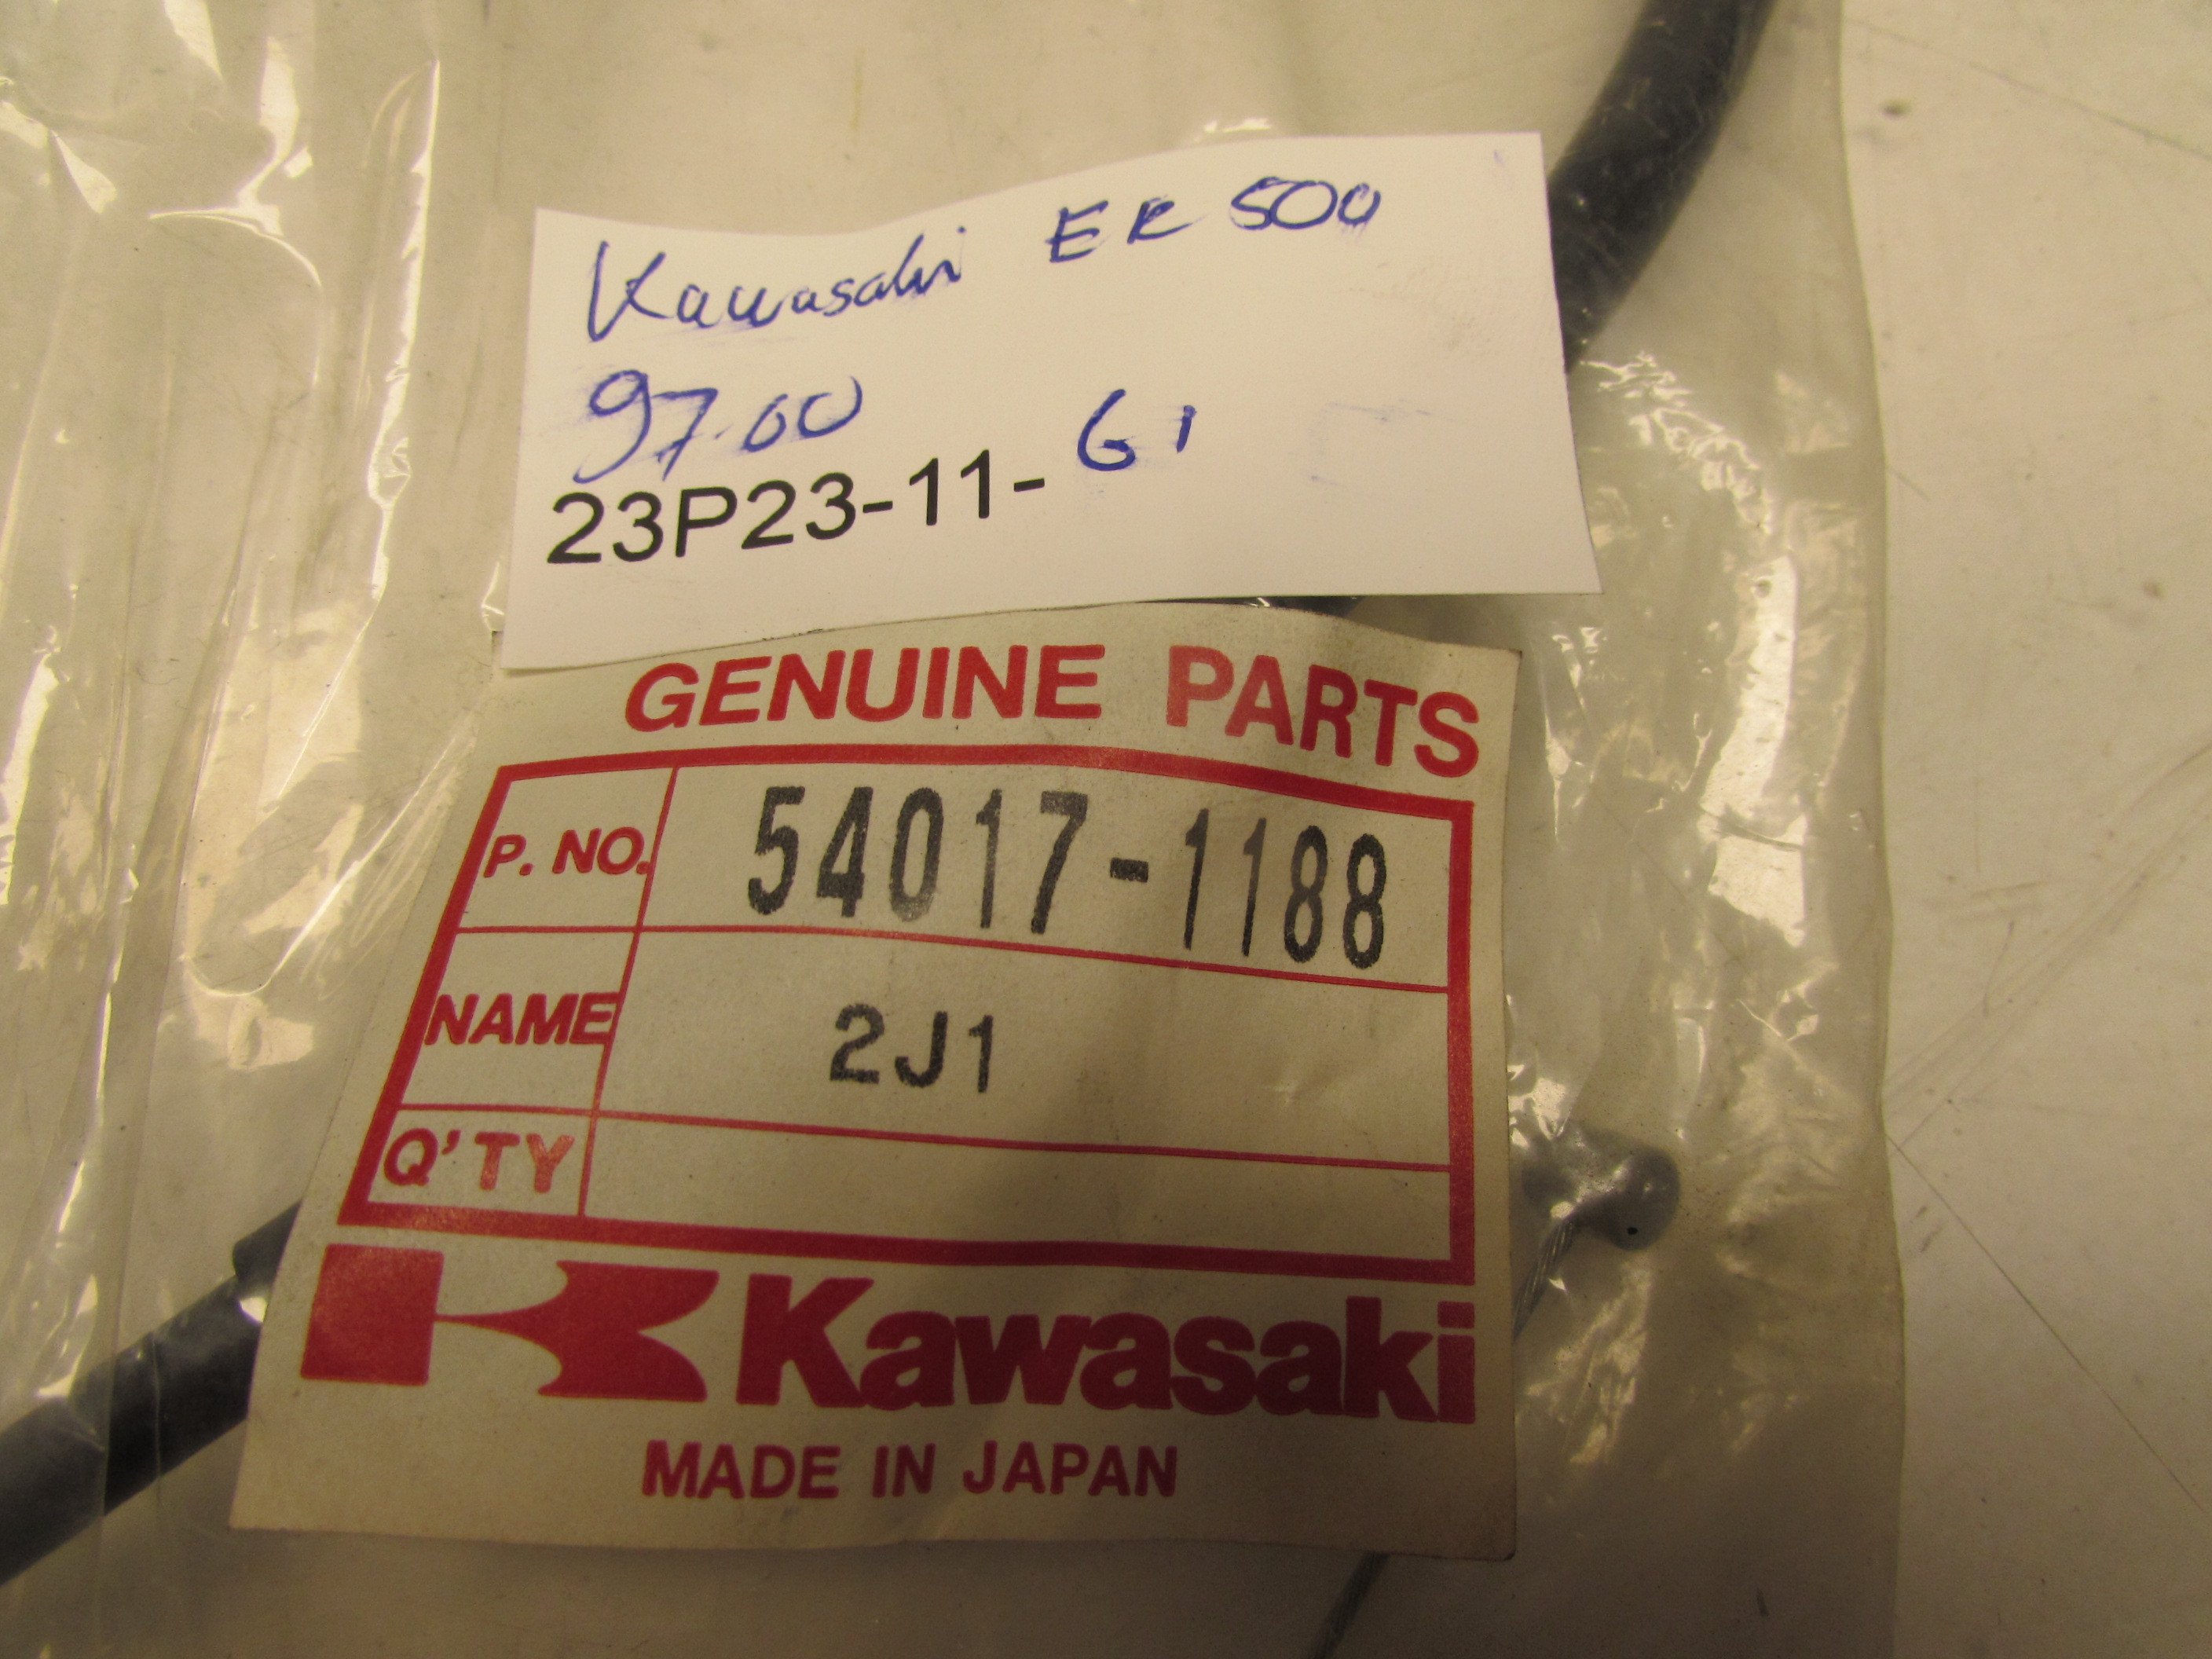 Kawasaki ER 500
97.00
23P23-11- 61
GENUINE PARTS
P. NO. 54017-1188
NAME 2J1
Q'TY
Kawasaki
MADE IN JAPAN